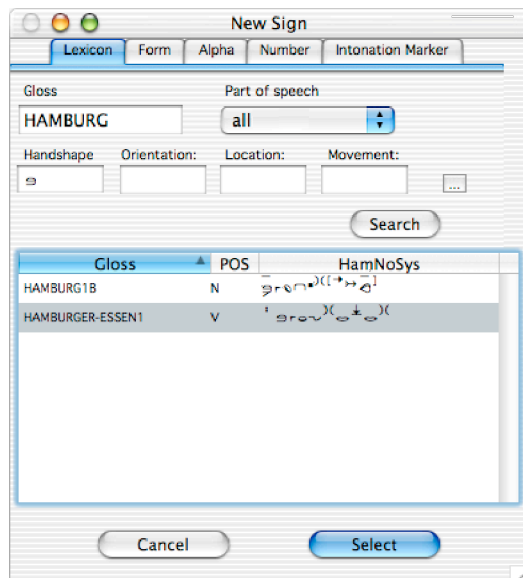 New Sign
Lexicon Form Alpha Number Intonation Marker
Gloss Part of speech
HAMBURG all
Handshape Orientation: Location: Movement:
...
Search
Gloss POS HamNoSys
HAMBURG1B N
HAMBURGER-ESSEN1 V
Cancel Select